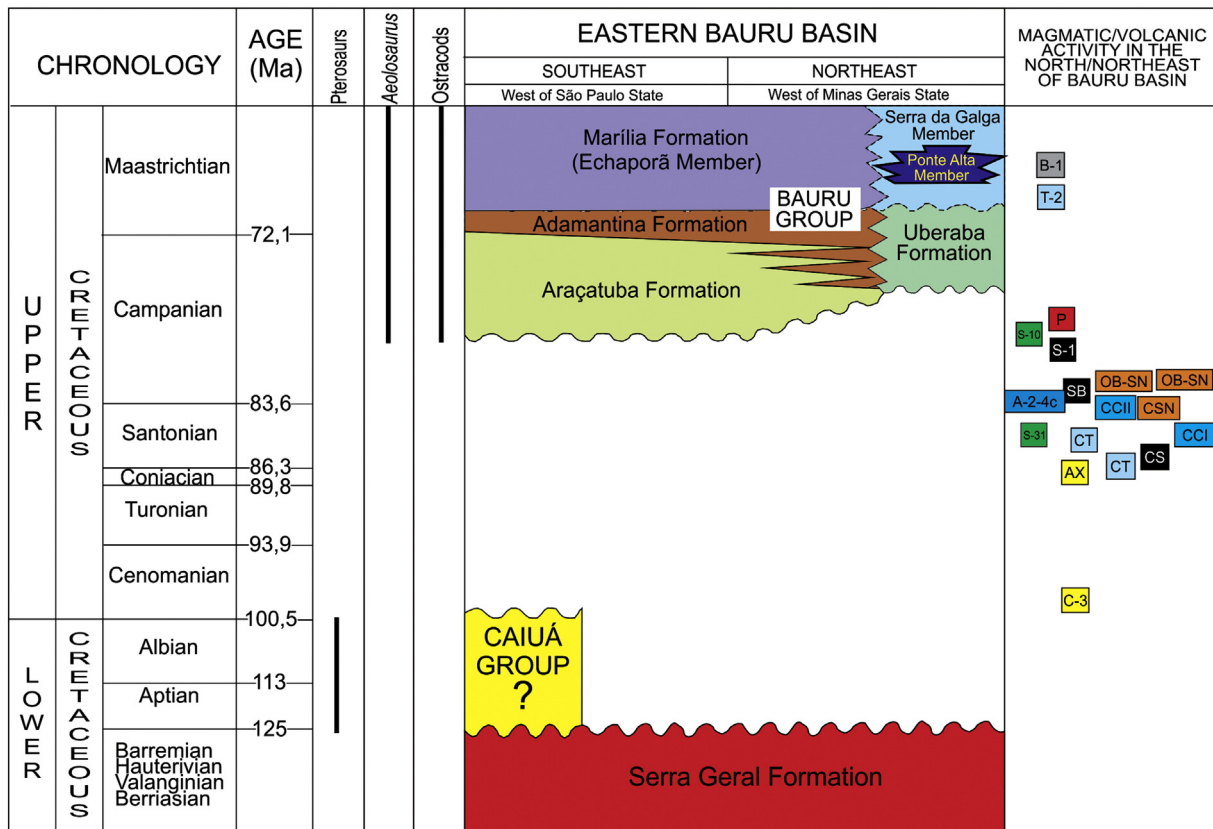 CHRONOLOGY
AGE
(Ma)
Pterosaurs
Aeolosaurus
Ostracods
EASTERN BAURU BASIN
SOUTHEAST
NORTHEAST
West of São Paulo State
West of Minas Gerais State
MAGMATIC/VOLCANIC
ACTIVITY IN THE
NORTH/NORTHEAST
OF BAURU BASIN
UPPER
CRETACEOUS
Maastrichtian
72,1
Campanian
83,6
Santonian
86,3
Coniacian
89,8
Turonian
93,9
Cenomanian
100,5
LOWER
CRETACEOUS
Albian
113
Aptian
125
Barremian
Hauterivian
Valanginian
Berriasian
Marília Formation
(Echaporã Member)
Serra da Galga
Member
Ponte Alta
Member
BAURU
GROUP
Adamantina Formation
Uberaba
Formation
Araçatuba Formation
CAIUÁ
GROUP
?
Serra Geral Formation
B-1
T-2
P
S-10
S-1
OB-SN
OB-SN
SB
A-2-4c
CCII
CSN
S-31
CT
CCI
CS
CT
AX
C-3